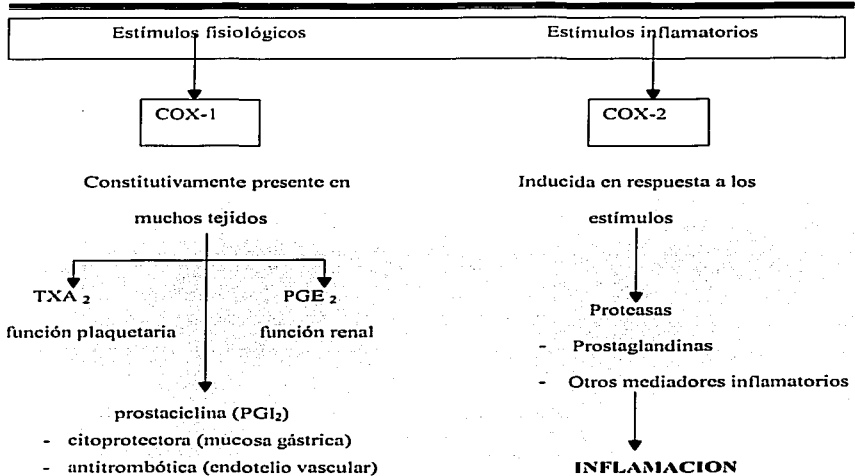 Estímulos fisiológicos
Estímulos inflamatorios
COX-1
COX-2
Constitutivamente presente en
muchos tejidos
Inducida en respuesta a los
estímulos
TXA 2
función plaquetaria
PGE 2
función renal
prostaciclina (PGI₂)
- citoprotectora (mucosa gástrica)
- antitrombótica (endotelio vascular)
Proteasas
- Prostaglandinas
- Otros mediadores inflamatorios
INFLAMACION